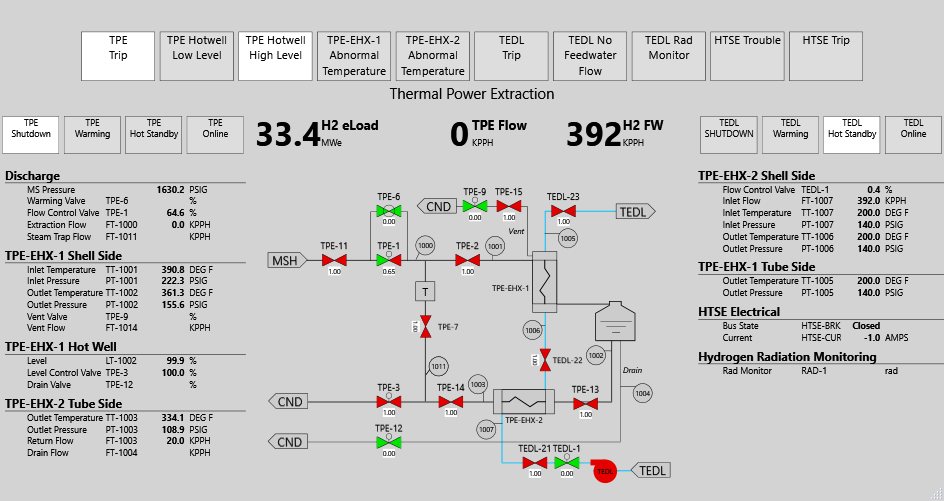 TPE Trip
TPE Hotwell Low Level
TPE Hotwell High Level
TPE-EHX-1 Abnormal Temperature
TPE-EHX-2 Abnormal Temperature
TEDL Trip
TEDL No Feedwater Flow
TEDL Rad Monitor
HTSE Trouble
HTSE Trip
Thermal Power Extraction
TPE Shutdown
TPE Warming
TPE Hot Standby
TPE Online
33.4 H2 eLoad MWe
0 TPE Flow KPPH
392 H2 FW KPPH
TEDL SHUTDOWN
TEDL Warming
TEDL Hot Standby
TEDL Online
Discharge
MS Pressure 1630.2 PSIG
Warming Valve TPE-6 %
Flow Control Valve TPE-1 64.6 %
Extraction Flow FT-1000 0.0 KPPH
Steam Trap Flow FT-1011 KPPH
TPE-EHX-1 Shell Side
Inlet Temperature TT-1001 390.8 DEG F
Inlet Pressure PT-1001 222.3 PSIG
Outlet Temperature TT-1002 361.3 DEG F
Outlet Pressure PT-1002 155.6 PSIG
Vent Valve TPE-9 %
Vent Flow FT-1014 KPPH
TPE-EHX-1 Hot Well
Level LT-1002 99.9 %
Level Control Valve TPE-3 100.0 %
Drain Valve TPE-12 %
TPE-EHX-2 Tube Side
Outlet Temperature TT-1003 334.1 DEG F
Outlet Pressure PT-1003 108.9 PSIG
Return Flow FT-1003 20.0 KPPH
Drain Flow FT-1004 KPPH
TPE-6
0.00
CND
TPE-9
0.00
TPE-15
1.00
Vent
TEDL-23
1.00
TEDL
1005
MSH
TPE-11
1.00
TPE-1
0.65
1000
TPE-2
1.00
1001
TPE-EHX-1
T
1.00
TPE-7
1006
1.00
TEDL-22
1002
Drain
1011
1004
CND
TPE-3
1.00
TPE-14
1.00
1003
TPE-EHX-2
TPE-13
1.00
1007
CND
TPE-12
0.00
TEDL-21
1.00
TEDL-1
0.00
TEDL
TEDL
TPE-EHX-2 Shell Side
Flow Control Valve TEDL-1 0.4 %
Inlet Flow FT-1007 392.0 KPPH
Inlet Temperature TT-1007 200.0 DEG F
Inlet Pressure PT-1007 140.0 PSIG
Outlet Temperature TT-1006 200.0 DEG F
Outlet Pressure PT-1006 140.0 PSIG
TPE-EHX-1 Tube Side
Outlet Temperature TT-1005 200.0 DEG F
Outlet Pressure PT-1005 140.0 PSIG
HTSE Electrical
Bus State HTSE-BRK Closed
Current HTSE-CUR -1.0 AMPS
Hydrogen Radiation Monitoring
Rad Monitor RAD-1 rad